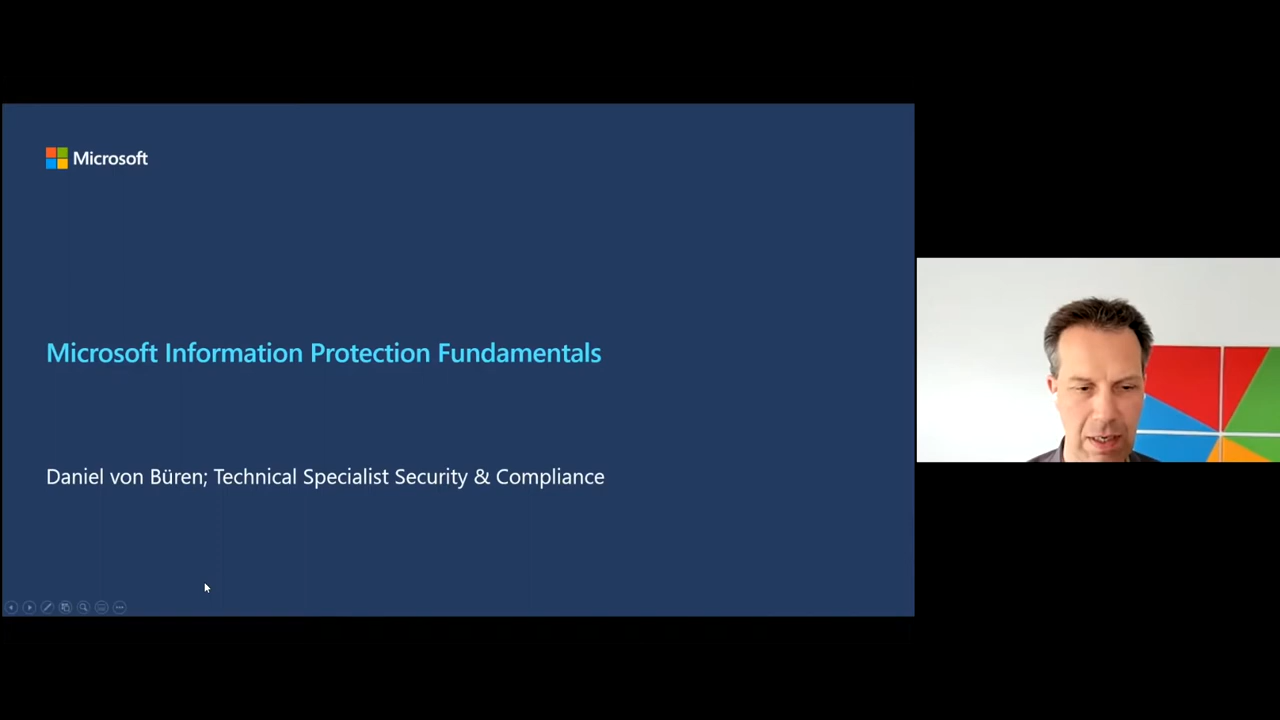 Microsoft
Microsoft Information Protection Fundamentals
Daniel von Büren; Technical Specialist Security & Compliance